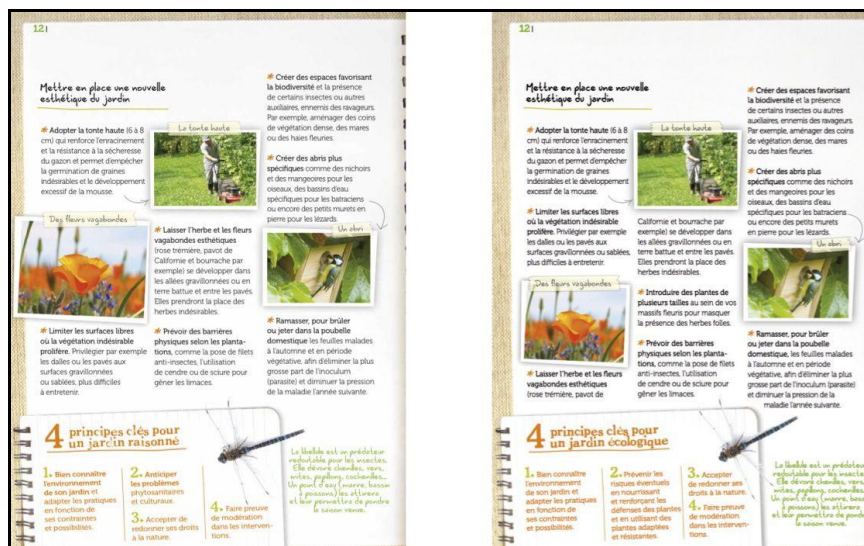 12|
Mettre en place une nouvelle
esthétique du jardin
* Adopter la tonte haute (6 à 8
cm) qui renforce l'enracinement
et la résistance à la sécheresse
du gazon et permet d'empêcher
la germination de graines
indésirables et le développement
excessif de la mousse.
La tonte haute
Des fleurs vagabondes
* Limiter les surfaces libres
où la végétation indésirable
prolifère. Privilégier par exemple
les dalles ou les pavés aux
surfaces gravillonnées
ou sablées, plus difficiles
à entretenir.
* Laisser l'herbe et les fleurs
vagabondes esthétiques
(rose trémière, pavot de
Californie et bourrache par
exemple) se développer dans
les allées gravillonnées ou en
terre battue et entre les pavés.
Elles prendront la place des
herbes indésirables.
* Prévoir des barrières
physiques selon les planta-
tions, comme la pose de filets
anti-insectes, l'utilisation
de cendre ou de sciure pour
gêner les limaces.
* Créer des espaces favorisant
la biodiversité et la présence
de certains insectes ou autres
auxiliaires, ennemis des ravageurs.
Par exemple, aménager des coins
de végétation dense, des mares
ou des haies fleuries.
* Créer des abris plus
spécifiques comme des nichoirs
et des mangeoires pour les
oiseaux, des bassins d'eau
spécifiques pour les batraciens
ou encore des petits murets en
pierre pour les lézards.
Un abri
* Ramasser, pour brûler
ou jeter dans la poubelle
domestique les feuilles malades
à l'automne et en période
végétative, afin d'éliminer la plus
grosse part de l'inoculum
(parasite) et diminuer la pression
de la maladie l'année suivante.
4 principes clés pour
un jardin raisonné
1. Bien connaître
l'environnement
de son jardin et
adapter les pratiques
en fonction de
ses contraintes
et possibilités.
2. Anticiper
les problèmes
phytosanitaires
et culturaux.
3. Accepter de
redonner ses droits
à la nature.
4. Faire preuve
de modération
dans les interven-
tions.
La libellule est un prédateur
redoutable pour les insectes.
Elle dévore chenilles, vers,
mites, papillons, cochenilles...
Un point d'eau (marre, bassin
à poissons) les attirera
et leur permettra de pondre
la saison venue.
12|
Mettre en place une nouvelle
esthétique du jardin
* Adopter la tonte haute (6 à 8
cm) qui renforce l'enracinement
et la résistance à la sécheresse
du gazon et permet d'empêcher
la germination de graines
indésirables et le développement
excessif de la mousse.
La tonte haute
* Limiter les surfaces libres
où la végétation indésirable
prolifère. Privilégier par exemple
les dalles ou les pavés aux
surfaces gravillonnées ou sablées,
plus difficiles à entretenir.
Des fleurs vagabondes
* Laisser l'herbe et les fleurs
vagabondes esthétiques
(rose trémière, pavot de
Californie et bourrache par
exemple) se développer dans
les allées gravillonnées ou en
terre battue et entre les pavés.
Elles prendront la place des
herbes indésirables.
* Introduire des plantes de
plusieurs tailles au sein de vos
massifs fleuris pour masquer
la présence des herbes folles.
* Prévoir des barrières
physiques selon les planta-
tions, comme la pose de filets
anti-insectes, l'utilisation
de cendre ou de sciure pour
gêner les limaces.
* Créer des espaces favorisant
la biodiversité et la présence
de certains insectes ou autres
auxiliaires, ennemis des ravageurs.
Par exemple, aménager des coins
de végétation dense, des mares
ou des haies fleuries.
* Créer des abris plus
spécifiques comme des nichoirs
et des mangeoires pour les
oiseaux, des bassins d'eau
spécifiques pour les batraciens
ou encore des petits murets
en pierre pour les lézards.
Un abri
* Ramasser, pour brûler
ou jeter dans la poubelle
domestique, les feuilles malades
à l'automne et en période
végétative, afin d'éliminer la plus
grosse part de l'inoculum (parasite)
et diminuer la pression de la
maladie l'année suivante.
4 principes clés pour
un jardin écologique
1. Bien connaître
l'environnement
de son jardin et
adapter les pratiques
en fonction de
ses contraintes
et possibilités.
2. Prévenir les
risques éventuels
en nourrissant
et renforçant les
défenses des plantes
et en utilisant des
plantes adaptées
et résistantes.
3. Accepter
de redonner ses
droits à la nature.
4. Faire preuve
de modération
dans les interven-
tions.
La libellule est un prédateur
redoutable pour les insectes.
Elle dévore chenilles, vers,
mites, papillons, cochenilles
Un point d'eau (marre, bassi
à poissons) les attirera
et leur permettra de pondre
la saison venue.